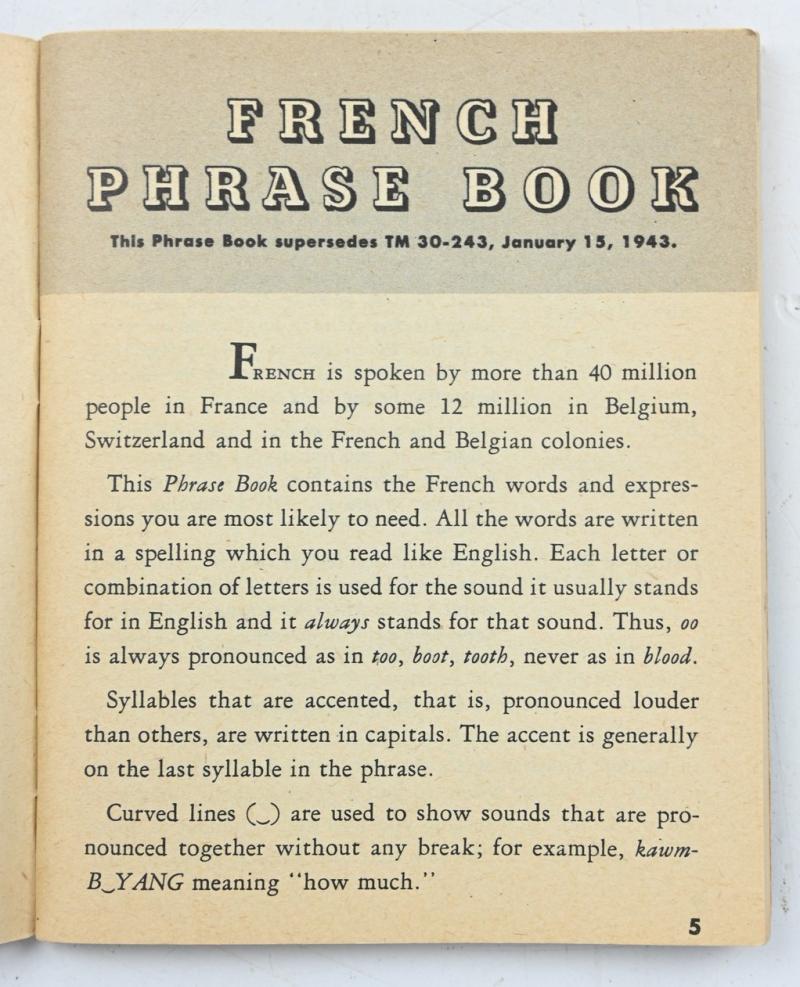 FRENCH
PHRASE BOOK
This Phrase Book supersedes TM 30-243, January 15, 1943.
FRENCH is spoken by more than 40 million
people in France and by some 12 million in Belgium,
Switzerland and in the French and Belgian colonies.
This Phrase Book contains the French words and expres-
sions you are most likely to need. All the words are written
in a spelling which you read like English. Each letter or
combination of letters is used for the sound it usually stands
for in English and it always stands for that sound. Thus, oo
is always pronounced as in too, boot, tooth, never as in blood.
Syllables that are accented, that is, pronounced louder
than others, are written in capitals. The accent is generally
on the last syllable in the phrase.
Curved lines (‿) are used to show sounds that are pro-
nounced together without any break; for example, kawm-
B‿YANG meaning "how much."
5